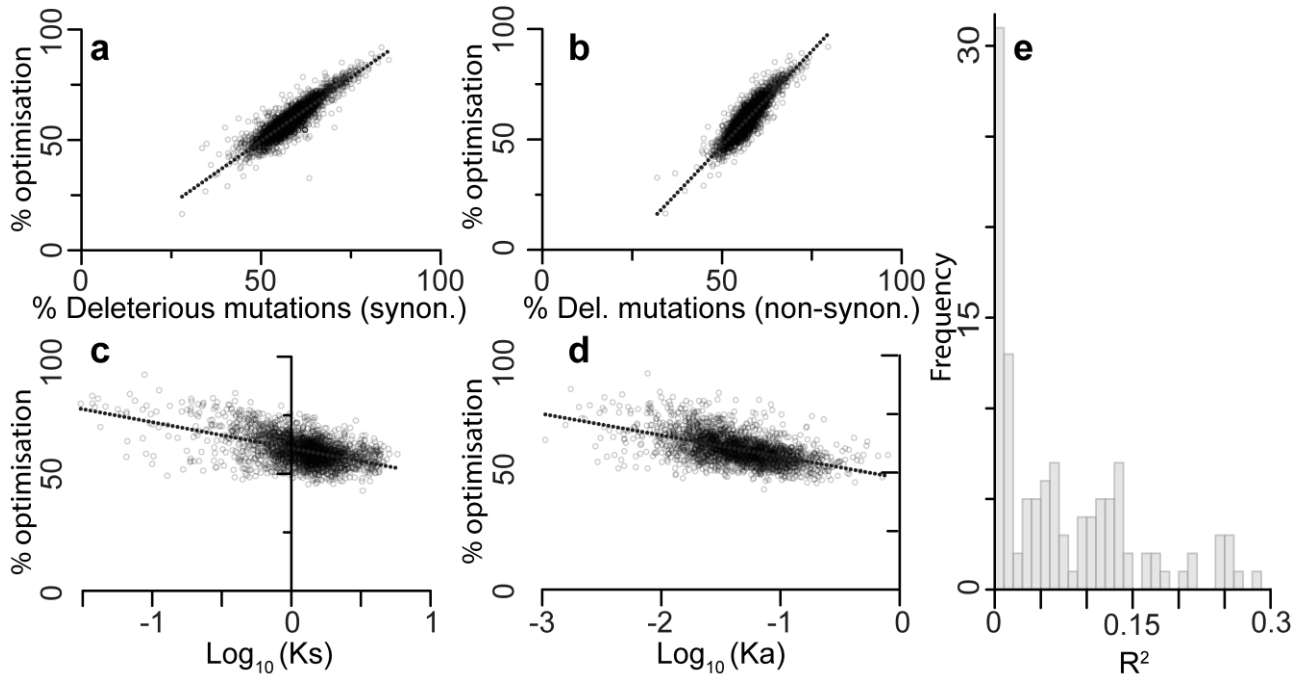 a
100
50
0
% optimisation
0
50
100
% Deleterious mutations (synon.)
b
100
50
0
% optimisation
0
50
100
% Del. mutations (non-synon.)
c
100
50
0
% optimisation
-1
0
1
Log10 (Ks)
d
100
50
0
% optimisation
-3
-2
-1
0
Log10 (Ka)
e
30
15
0
Frequency
0
0.15
0.3
R²